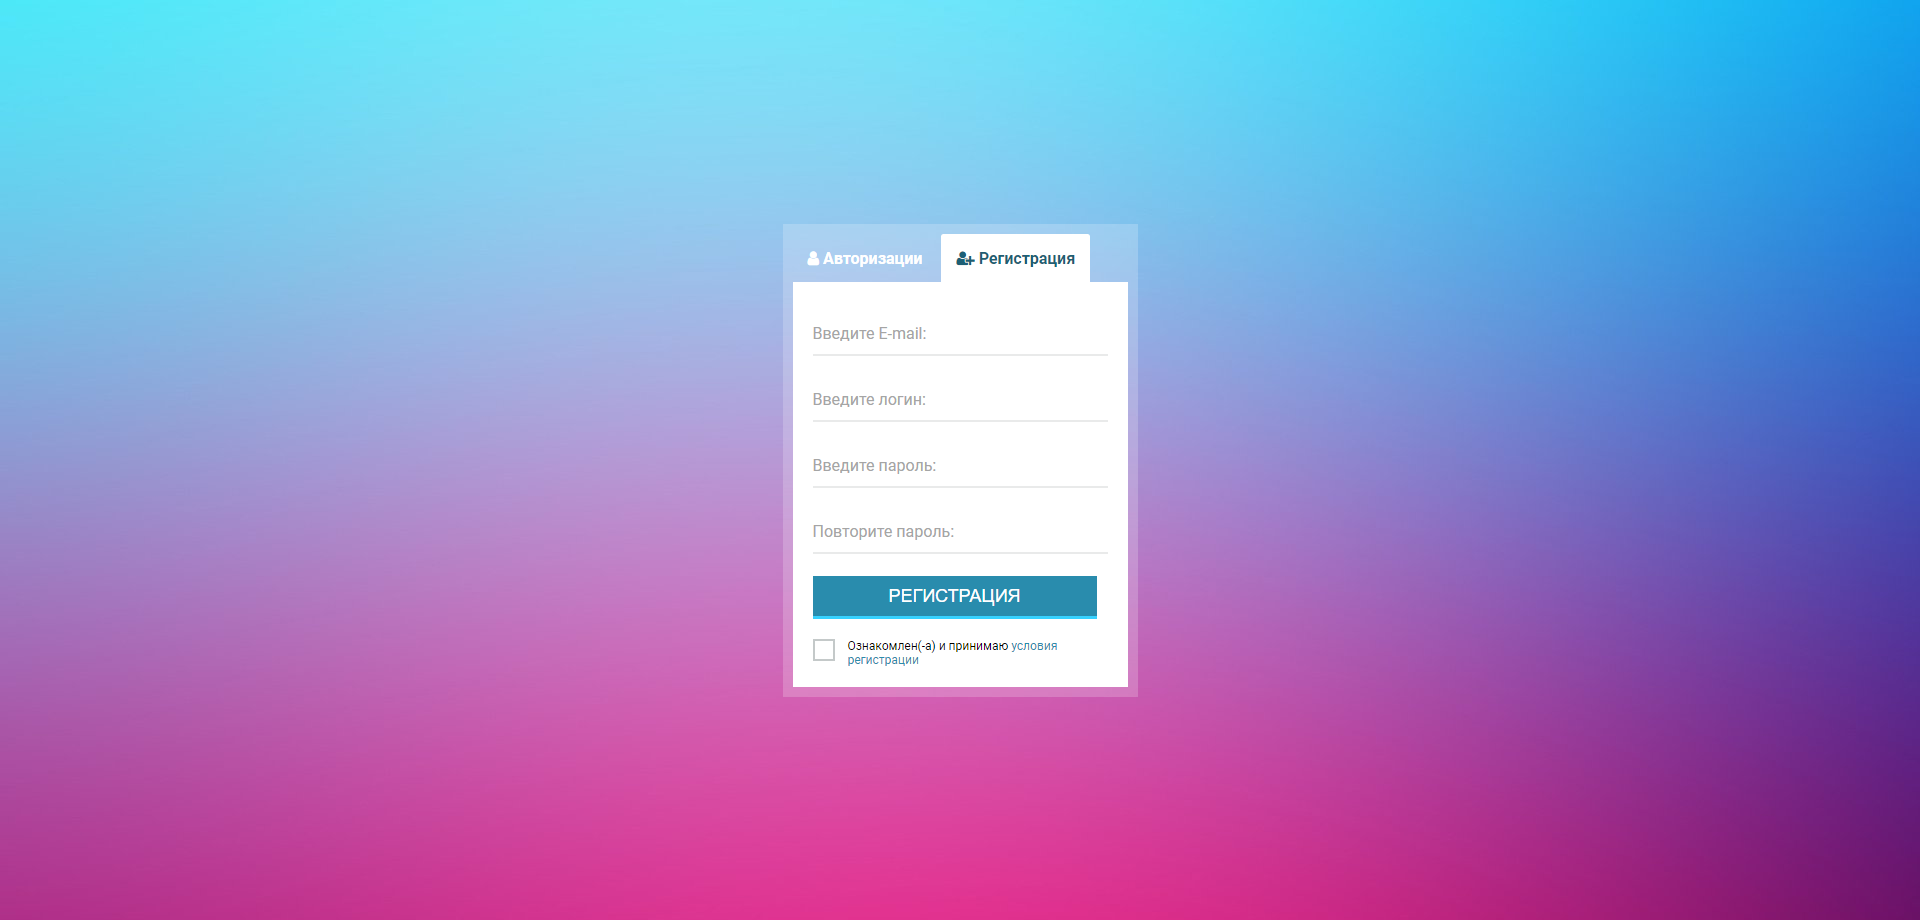 Авторизации Регистрация
Введите E-mail:
Введите логин:
Введите пароль:
Повторите пароль:
РЕГИСТРАЦИЯ
Ознакомлен(-а) и принимаю условия
регистрации